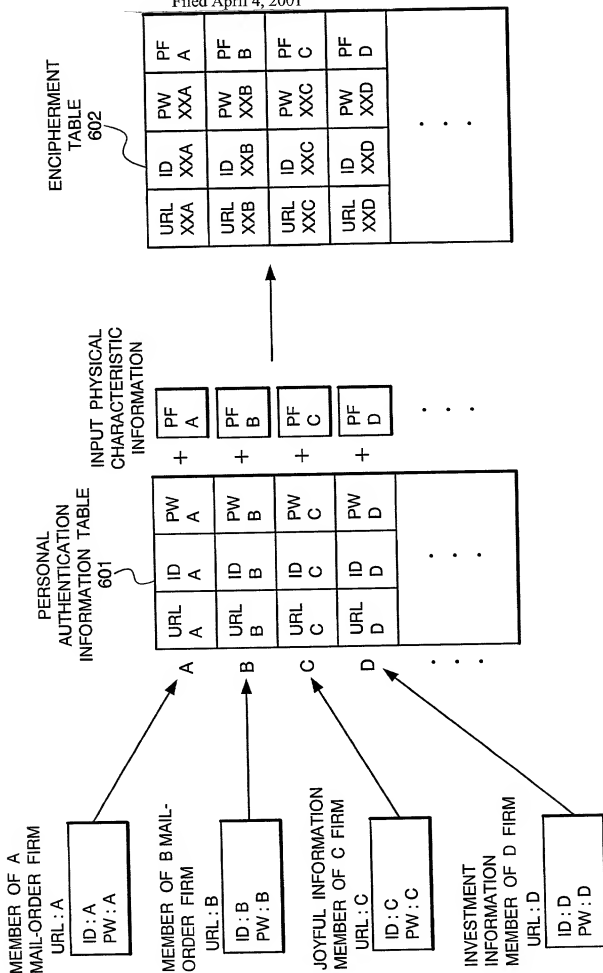 Filed April 4, 2001
MEMBER OF A
MAIL-ORDER FIRM
URL : A
ID : A
PW : A
MEMBER OF B MAIL-
ORDER FIRM
URL : B
ID : B
PW : B
JOYFUL INFORMATION
MEMBER OF C FIRM
URL : C
ID : C
PW : C
INVESTMENT
INFORMATION
MEMBER OF D FIRM
URL : D
ID : D
PW : D
PERSONAL
AUTHENTICATION
INFORMATION TABLE
601
A
URL A
ID A
PW A
B
URL B
ID B
PW B
C
URL C
ID C
PW C
D
URL D
ID D
PW D
INPUT PHYSICAL
CHARACTERISTIC
INFORMATION
+ PF A
+ PF B
+ PF C
+ PF D
ENCIPHERMENT
TABLE
602
URL XXA
ID XXA
PW XXA
PF A
URL XXB
ID XXB
PW XXB
PF B
URL XXC
ID XXC
PW XXC
PF C
URL XXD
ID XXD
PW XXD
PF D